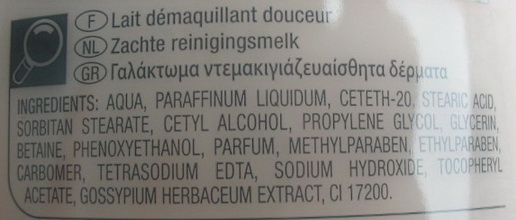 F Lait démaquillant douceur
NL Zachte reinigingsmelk
GR Γαλάκτωμα ντεμακιγιάζευαίσθητα δέρματα
INGREDIENTS: AQUA, PARAFFINUM LIQUIDUM, CETETH-20, STEARIC ACID,
SORBITAN STEARATE, CETYL ALCOHOL, PROPYLENE GLYCOL, GLYCERIN,
BETAINE, PHENOXYETHANOL, PARFUM, METHYLPARABEN, ETHYLPARABEN,
CARBOMER, TETRASODIUM EDTA, SODIUM HYDROXIDE, TOCOPHERYL
ACETATE, GOSSYPIUM HERBACEUM EXTRACT, CI 17200.